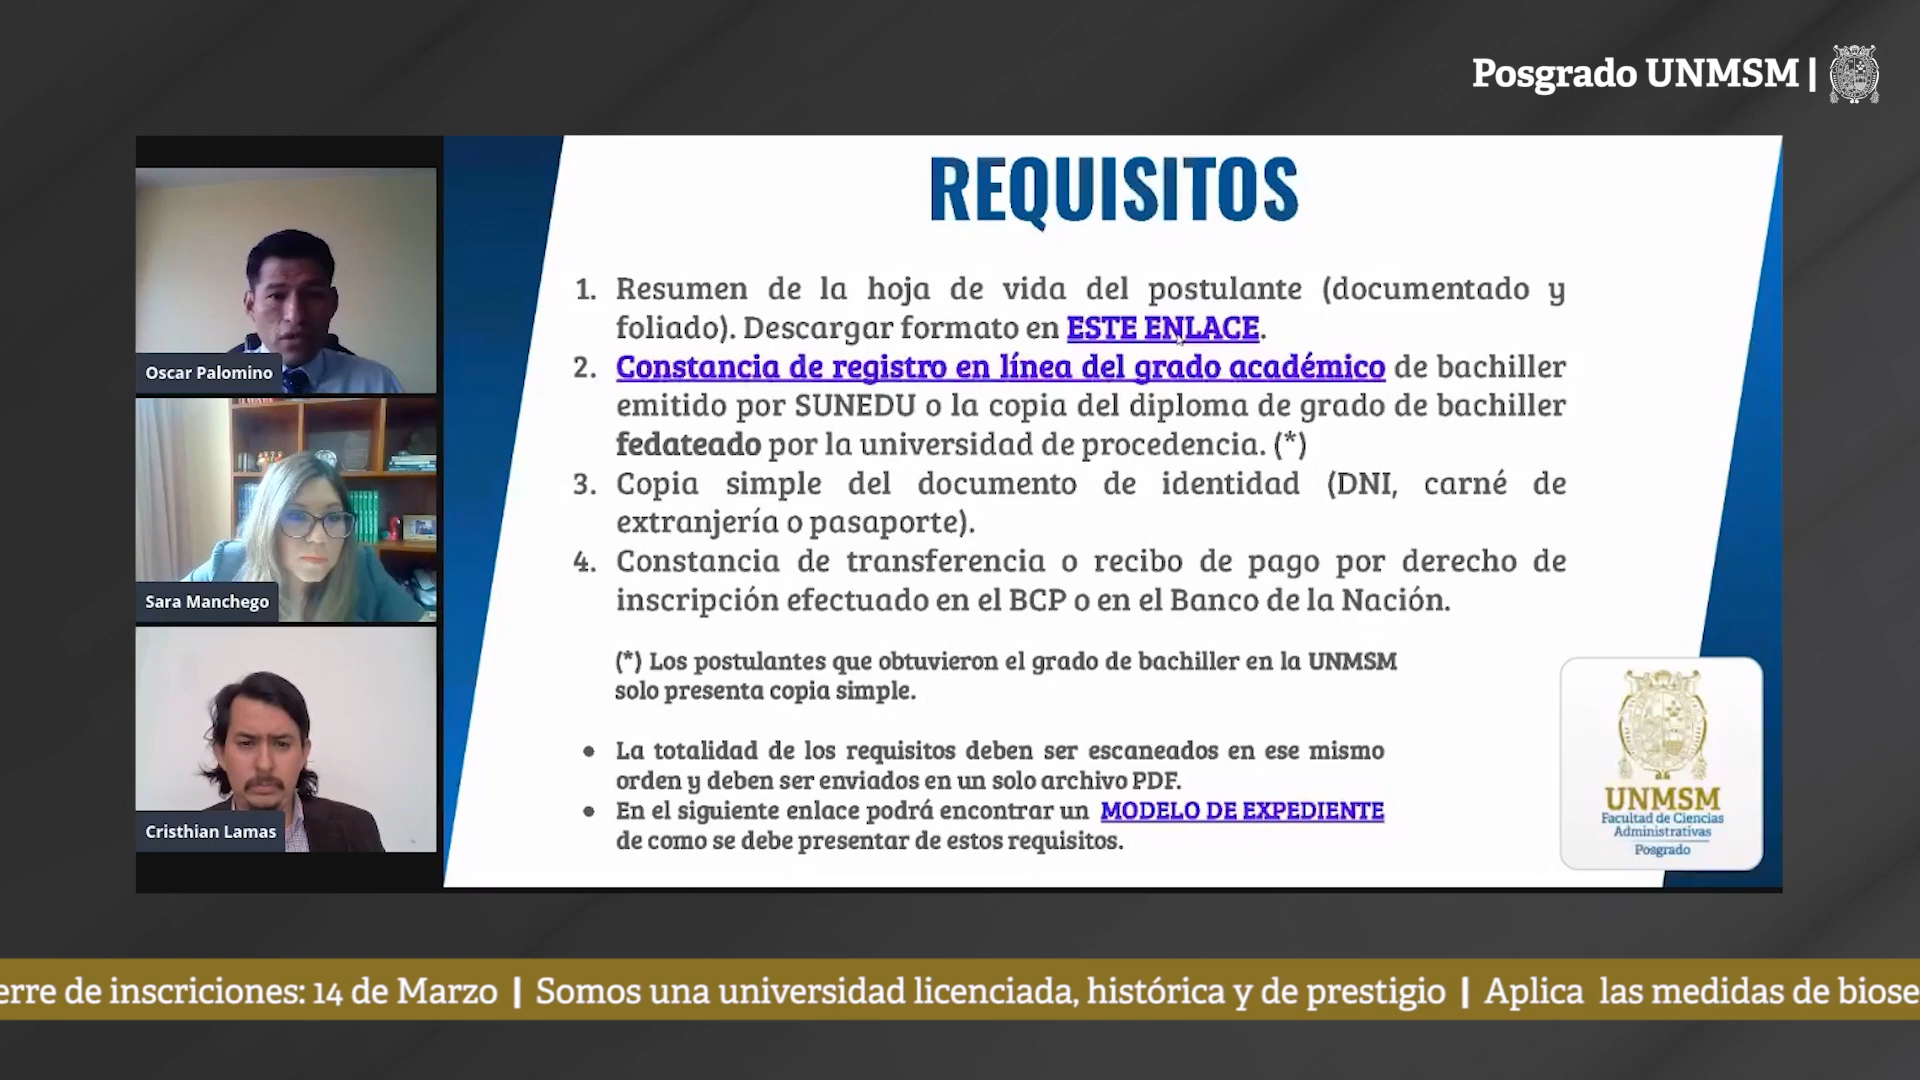 Posgrado UNMSM |
REQUISITOS
1. Resumen de la hoja de vida del postulante (documentado y
foliado). Descargar formato en ESTE ENLACE.
2. Constancia de registro en línea del grado académico de bachiller
emitido por SUNEDU o la copia del diploma de grado de bachiller
fedateado por la universidad de procedencia. (*)
3. Copia simple del documento de identidad (DNI, carné de
extranjería o pasaporte).
4. Constancia de transferencia o recibo de pago por derecho de
inscripción efectuado en el BCP o en el Banco de la Nación.
(*) Los postulantes que obtuvieron el grado de bachiller en la UNMSM
solo presenta copia simple.
• La totalidad de los requisitos deben ser escaneados en ese mismo
orden y deben ser enviados en un solo archivo PDF.
• En el siguiente enlace podrá encontrar un MODELO DE EXPEDIENTE
de como se debe presentar de estos requisitos.
Oscar Palomino
Sara Manchego
Cristhian Lamas
UNMSM
Facultad de Ciencias
Administrativas
Posgrado
erre de inscriciones: 14 de Marzo | Somos una universidad licenciada, histórica y de prestigio | Aplica las medidas de biose